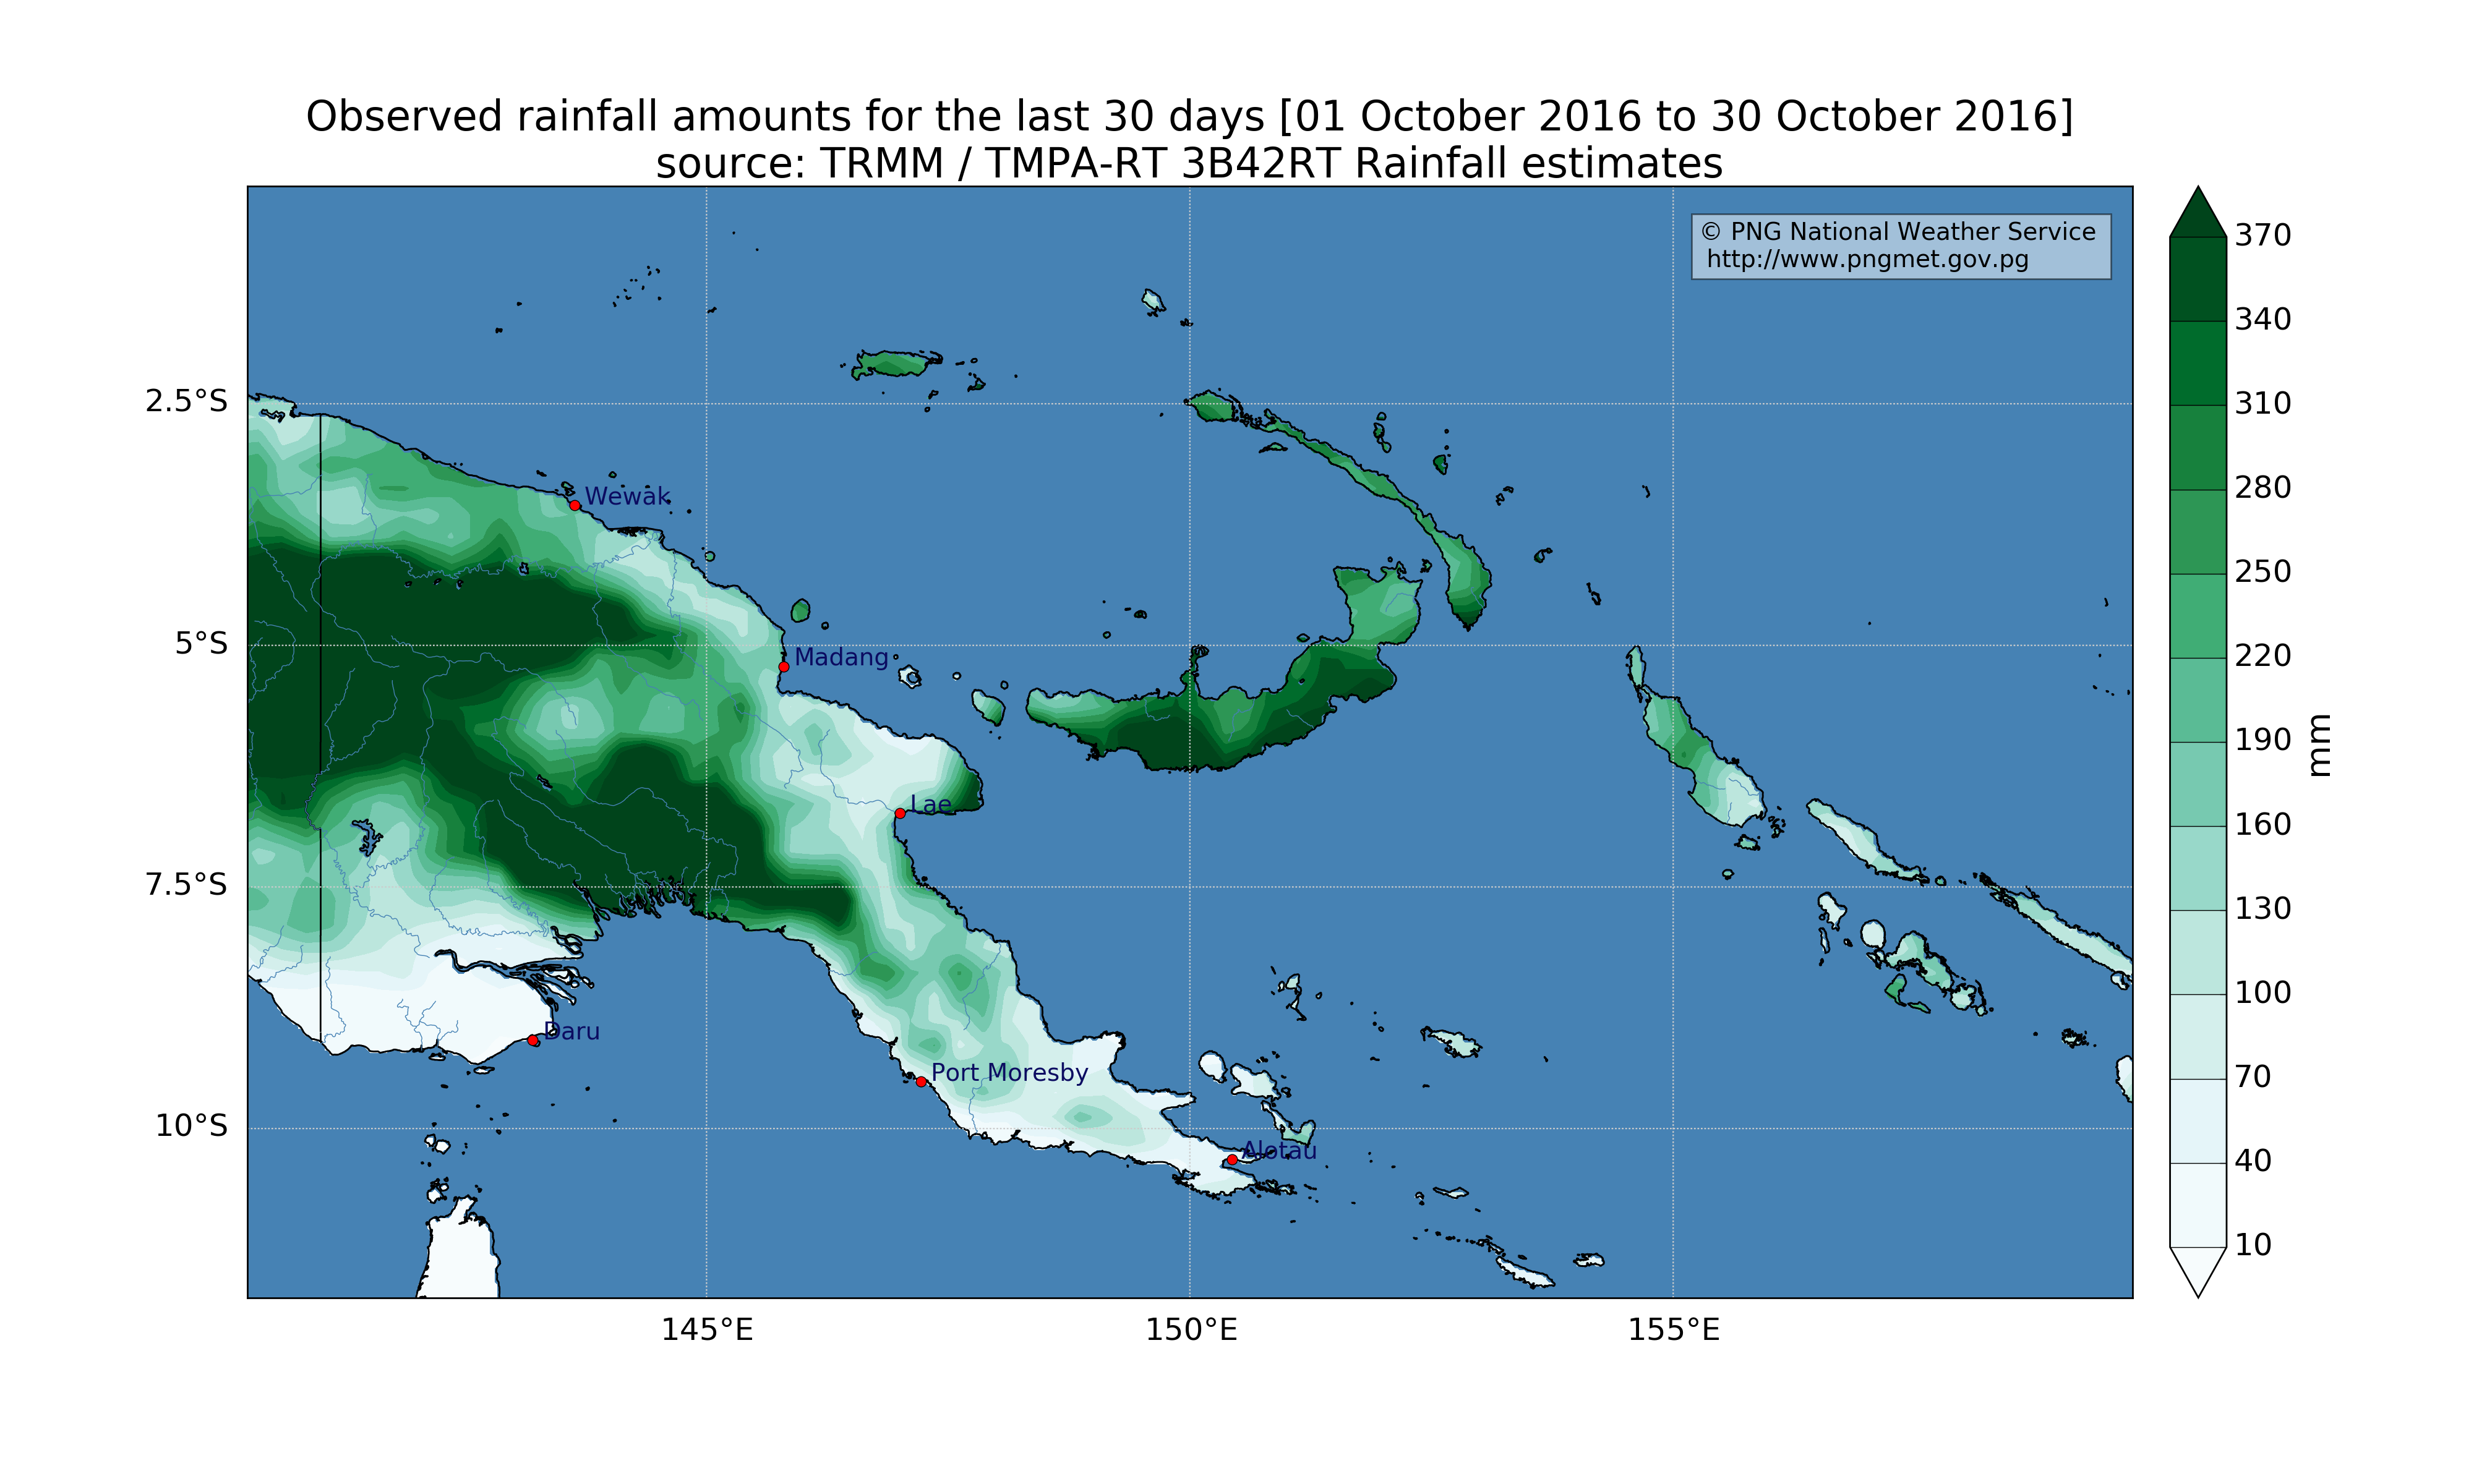 Observed rainfall amounts for the last 30 days [01 October 2016 to 30 October 2016]
source: TRMM / TMPA-RT 3B42RT Rainfall estimates
© PNG National Weather Service
http://www.pngmet.gov.pg
370
340
310
280
250
220
190
160
130
100
70
40
10
mm
2.5°S
5°S
7.5°S
10°S
Wewak
Madang
Lae
Daru
Port Moresby
Alotau
145°E
150°E
155°E